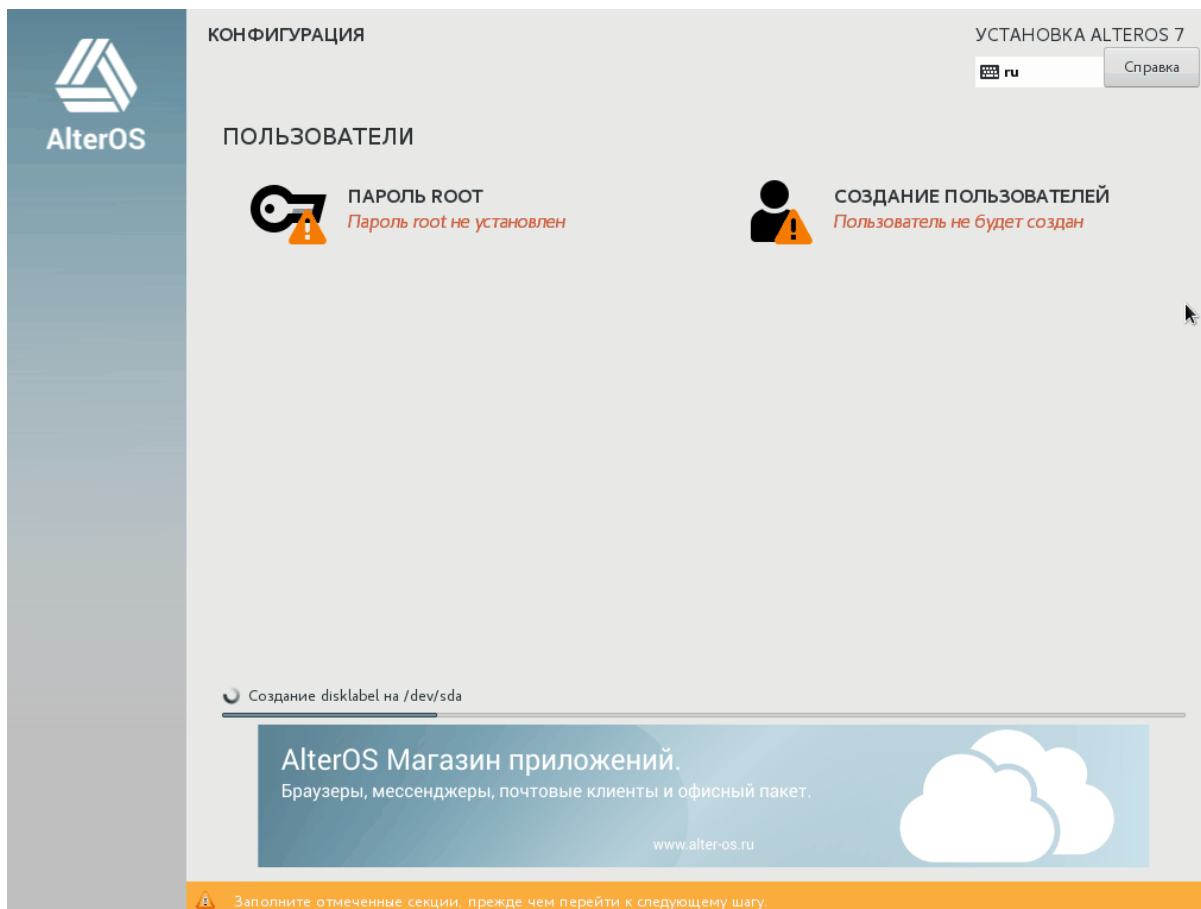 КОНФИГУРАЦИЯ
УСТАНОВКА ALTEROS 7
ru
Справка
AlterOS
ПОЛЬЗОВАТЕЛИ
ПАРОЛЬ ROOT
Пароль root не установлен
СОЗДАНИЕ ПОЛЬЗОВАТЕЛЕЙ
Пользователь не будет создан
Создание disklabel на /dev/sda
AlterOS Магазин приложений.
Браузеры, мессенджеры, почтовые клиенты и офисный пакет.
www.alter-os.ru
Заполните отмеченные секции, прежде чем перейти к следующему шагу.